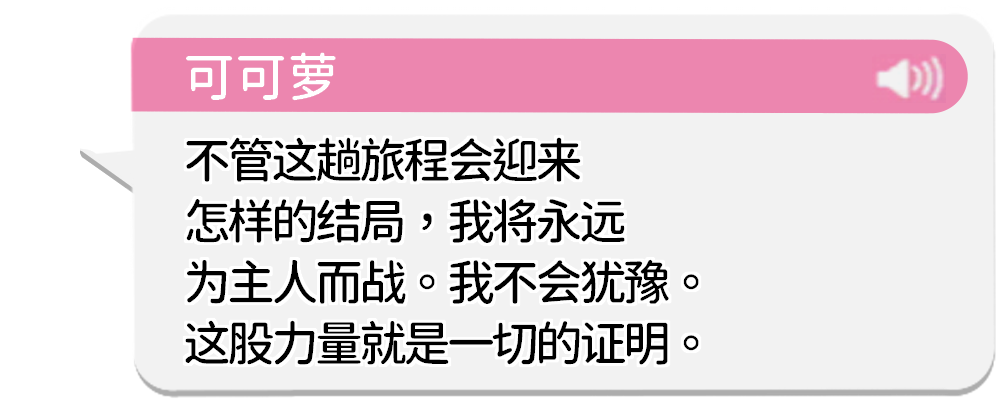 可可萝
不管这趟旅程会迎来
怎样的结局，我将永远
为主人而战。我不会犹豫。
这股力量就是一切的证明。